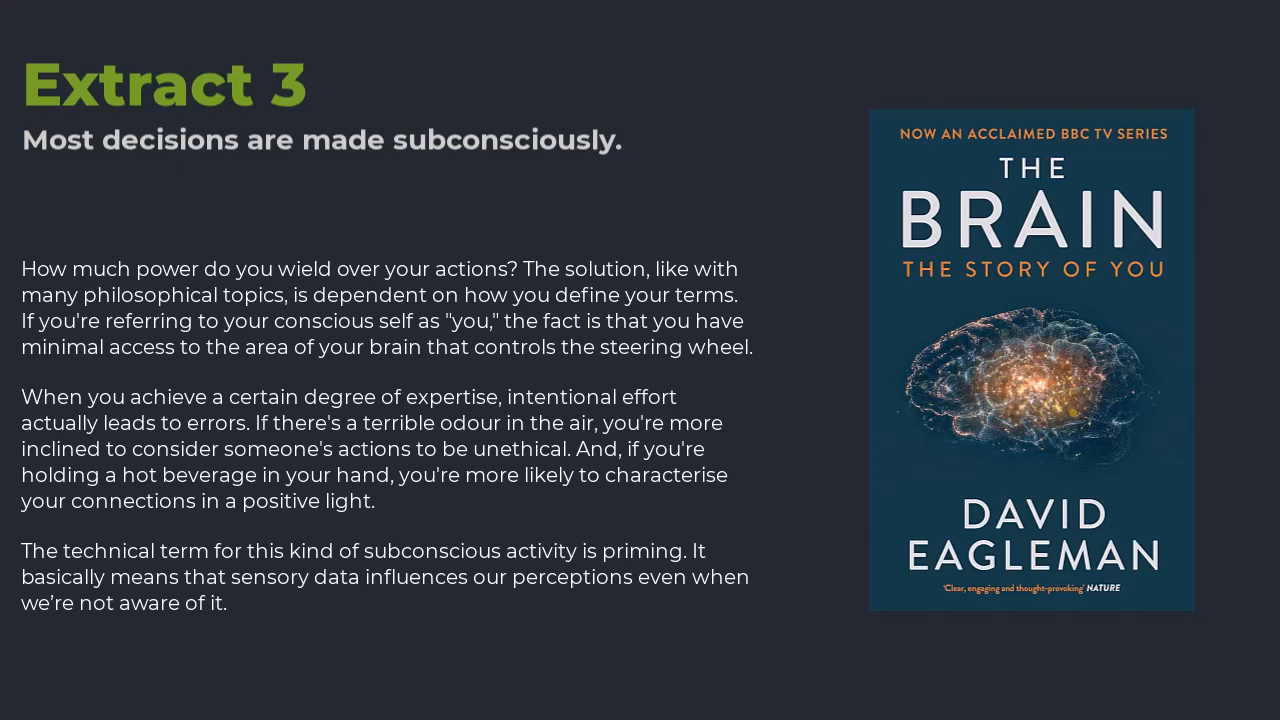 Extract 3
Most decisions are made subconsciously.
How much power do you wield over your actions? The solution, like with
many philosophical topics, is dependent on how you define your terms.
If you're referring to your conscious self as "you," the fact is that you have
minimal access to the area of your brain that controls the steering wheel.
When you achieve a certain degree of expertise, intentional effort
actually leads to errors. If there's a terrible odour in the air, you're more
inclined to consider someone's actions to be unethical. And, if you're
holding a hot beverage in your hand, you're more likely to characterise
your connections in a positive light.
The technical term for this kind of subconscious activity is priming. It
basically means that sensory data influences our perceptions even when
we’re not aware of it.
NOW AN ACCLAIMED BBC TV SERIES
THE
BRAIN
THE STORY OF YOU
DAVID
EAGLEMAN
'Clear, engaging and thought-provoking' NATURE